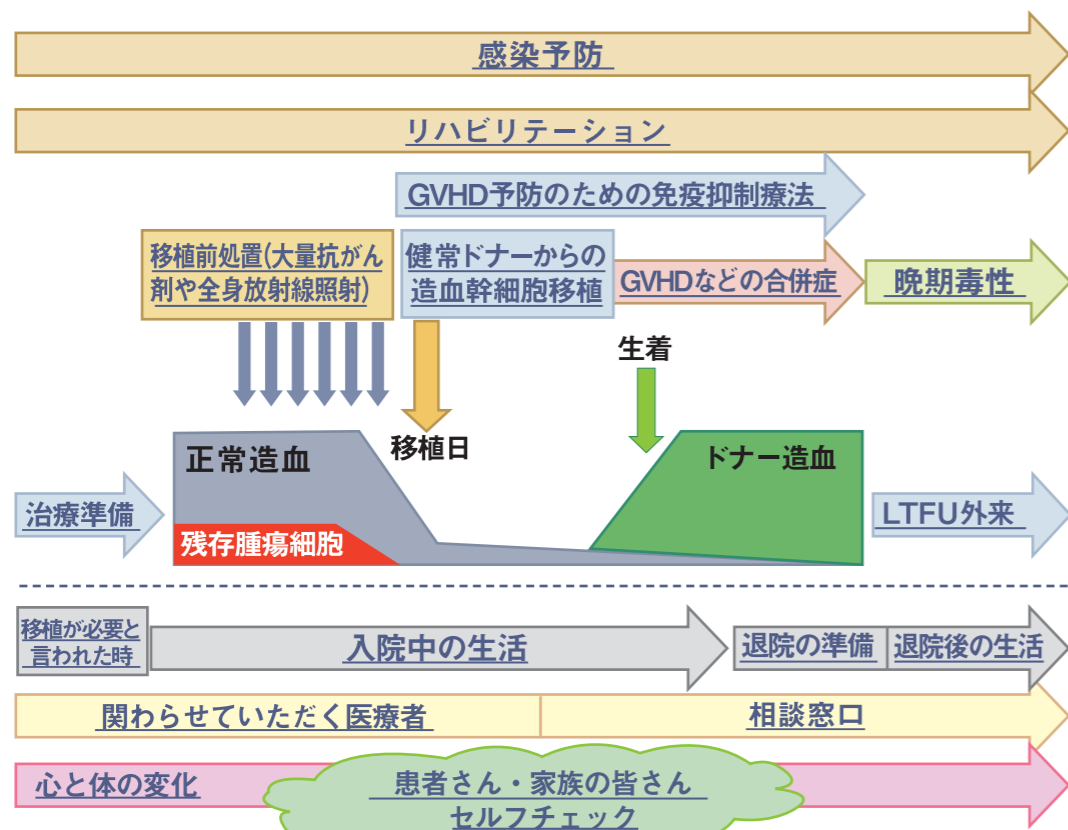 感染予防
リハビリテーション
GVHD予防のための免疫抑制療法
移植前処置(大量抗がん
剤や全身放射線照射)
健常ドナーからの
造血幹細胞移植
GVHDなどの合併症
晩期毒性
生着
移植日
正常造血
ドナー造血
治療準備
残存腫瘍細胞
LTFU外来
移植が必要と
言われた時
入院中の生活
退院の準備
退院後の生活
関わらせていただく医療者
相談窓口
心と体の変化
患者さん・家族の皆さん
セルフチェック